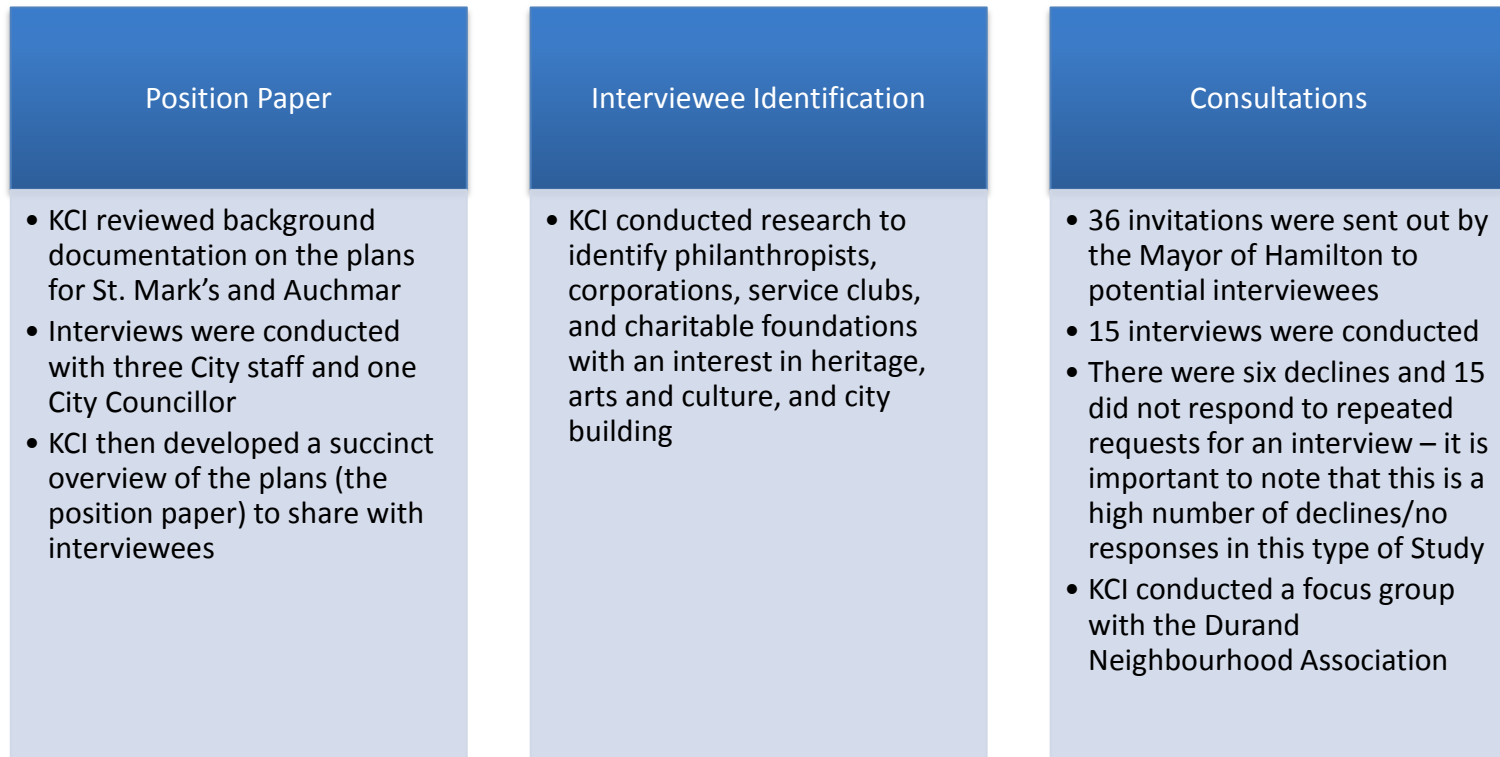 Position Paper
• KCI reviewed background
documentation on the plans
for St. Mark’s and Auchmar
• Interviews were conducted
with three City staff and one
City Councillor
• KCI then developed a succinct
overview of the plans (the
position paper) to share with
interviewees
Interviewee Identification
• KCI conducted research to
identify philanthropists,
corporations, service clubs,
and charitable foundations
with an interest in heritage,
arts and culture, and city
building
Consultations
• 36 invitations were sent out by
the Mayor of Hamilton to
potential interviewees
• 15 interviews were conducted
• There were six declines and 15
did not respond to repeated
requests for an interview – it is
important to note that this is a
high number of declines/no
responses in this type of Study
• KCI conducted a focus group
with the Durand
Neighbourhood Association